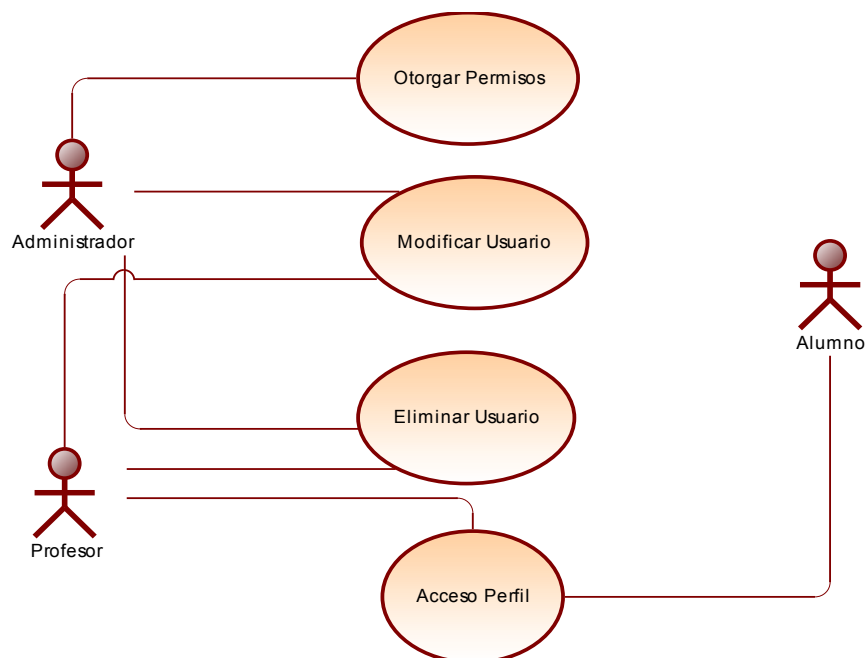 Otorgar Permisos
Administrador
Modificar Usuario
Alumno
Eliminar Usuario
Profesor
Acceso Perfil